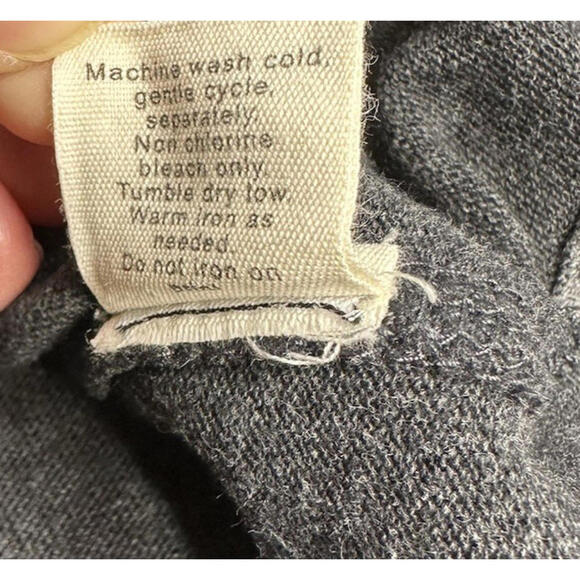 Machine wash cold,
gentle cycle,
separately.
Non chlorine
bleach only.
Tumble dry low.
Warm iron as
needed.
Do not iron on